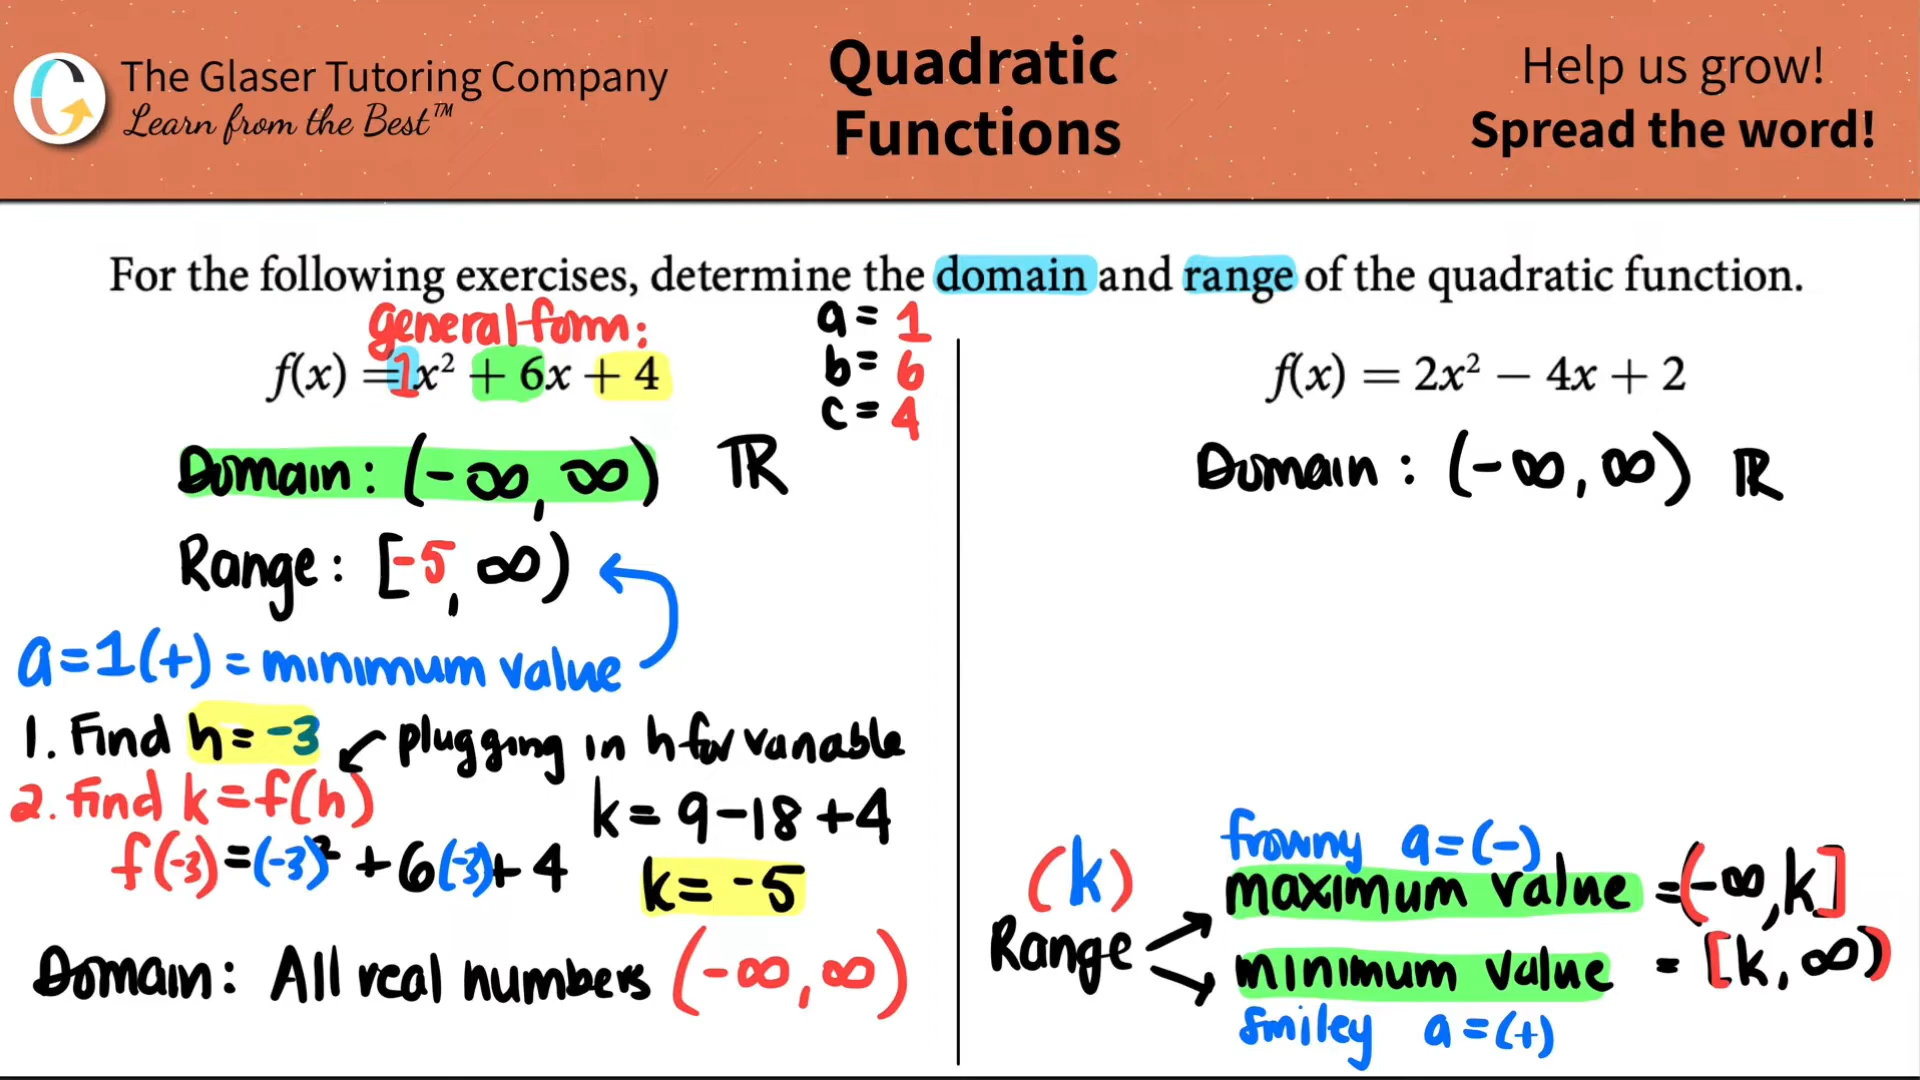 The Glaser Tutoring Company
Learn from the Best™
Quadratic
Functions
Help us grow!
Spread the word!
For the following exercises, determine the domain and range of the quadratic function.
general form:
f(x) = 1x² + 6x + 4
a = 1
b = 6
c = 4
Domain: (-∞, ∞) ℝ
Range: [-5, ∞)
a=1(+) = minimum value
1. Find h = -3
plugging in h for variable
2. Find k = f(h)
f(-3) = (-3)² + 6(-3) + 4
k = 9 - 18 + 4
k = -5
Domain: All real numbers (-∞, ∞)
f(x) = 2x² − 4x + 2
Domain: (-∞, ∞) ℝ
(k)
Range
frowny a = (-)
maximum value = (-∞, k]
minimum value = [k, ∞)
smiley a = (+)